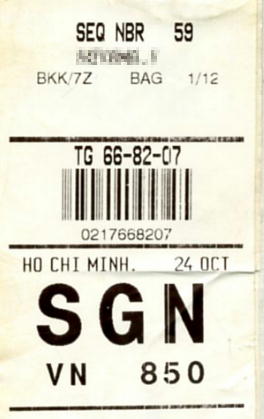 SEQ NBR 59
BKK/7Z BAG 1/12
TG 66-82-07
0217668207
HO CHI MINH. 24 OCT
SGN
VN 850